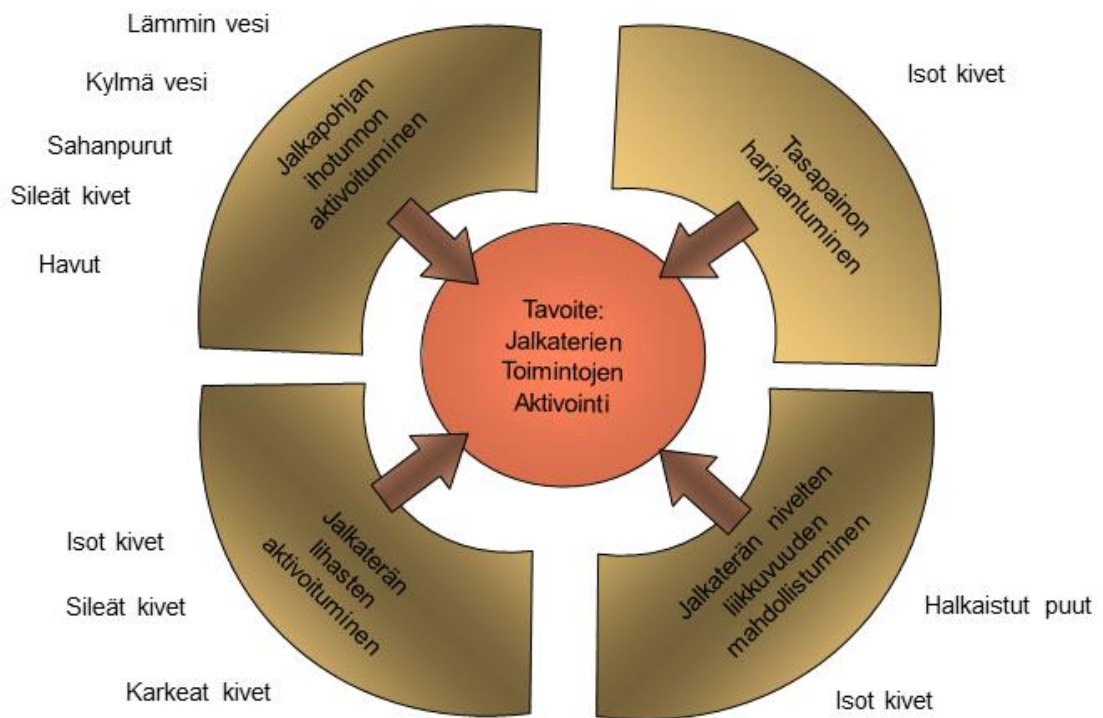 Lämmin vesi
Kylmä vesi
Sahanpurut
Sileät kivet
Havut
Jalkapohjan
ihotunnon
aktivoituminen
Isot kivet
Tasapainon
harjaantuminen
Tavoite:
Jalkaterien
Toimintojen
Aktivointi
Isot kivet
Sileät kivet
Karkeat kivet
Jalkaterän
lihasten
aktivoituminen
Jalkaterän nivelten
liikkuvuuden
mahdollistuminen
Halkaistut puut
Isot kivet